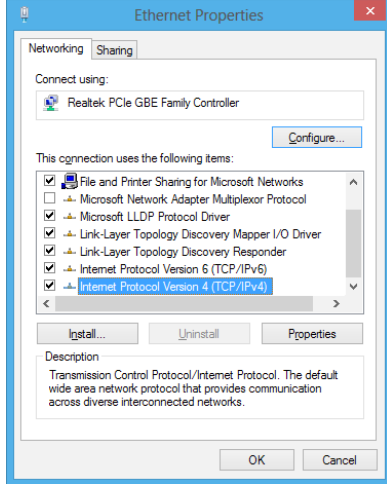 Ethernet Properties
Networking
Sharing
Connect using:
Realtek PCIe GBE Family Controller
Configure...
This connection uses the following items:
File and Printer Sharing for Microsoft Networks
Microsoft Network Adapter Multiplexor Protocol
Microsoft LLDP Protocol Driver
Link-Layer Topology Discovery Mapper I/O Driver
Link-Layer Topology Discovery Responder
Internet Protocol Version 6 (TCP/IPv6)
Internet Protocol Version 4 (TCP/IPv4)
Install...
Uninstall
Properties
Description
Transmission Control Protocol/Internet Protocol. The default
wide area network protocol that provides communication
across diverse interconnected networks.
OK
Cancel